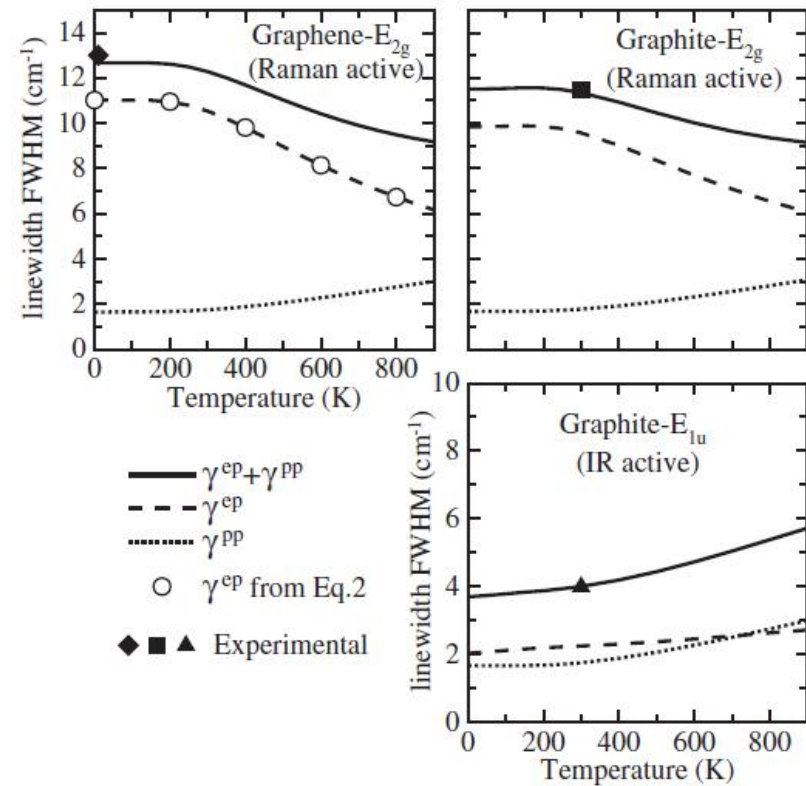 Graphene-E2g
(Raman active)
Graphite-E2g
(Raman active)
linewidth FWHM (cm-1)
14
12
10
8
6
4
2
0
0 200 400 600 800
Temperature (K)
Graphite-E1u
(IR active)
linewidth FWHM (cm-1)
10
8
6
4
2
0
0 200 400 600 800
Temperature (K)
γep+γpp
γep
γpp
γep from Eq.2
Experimental